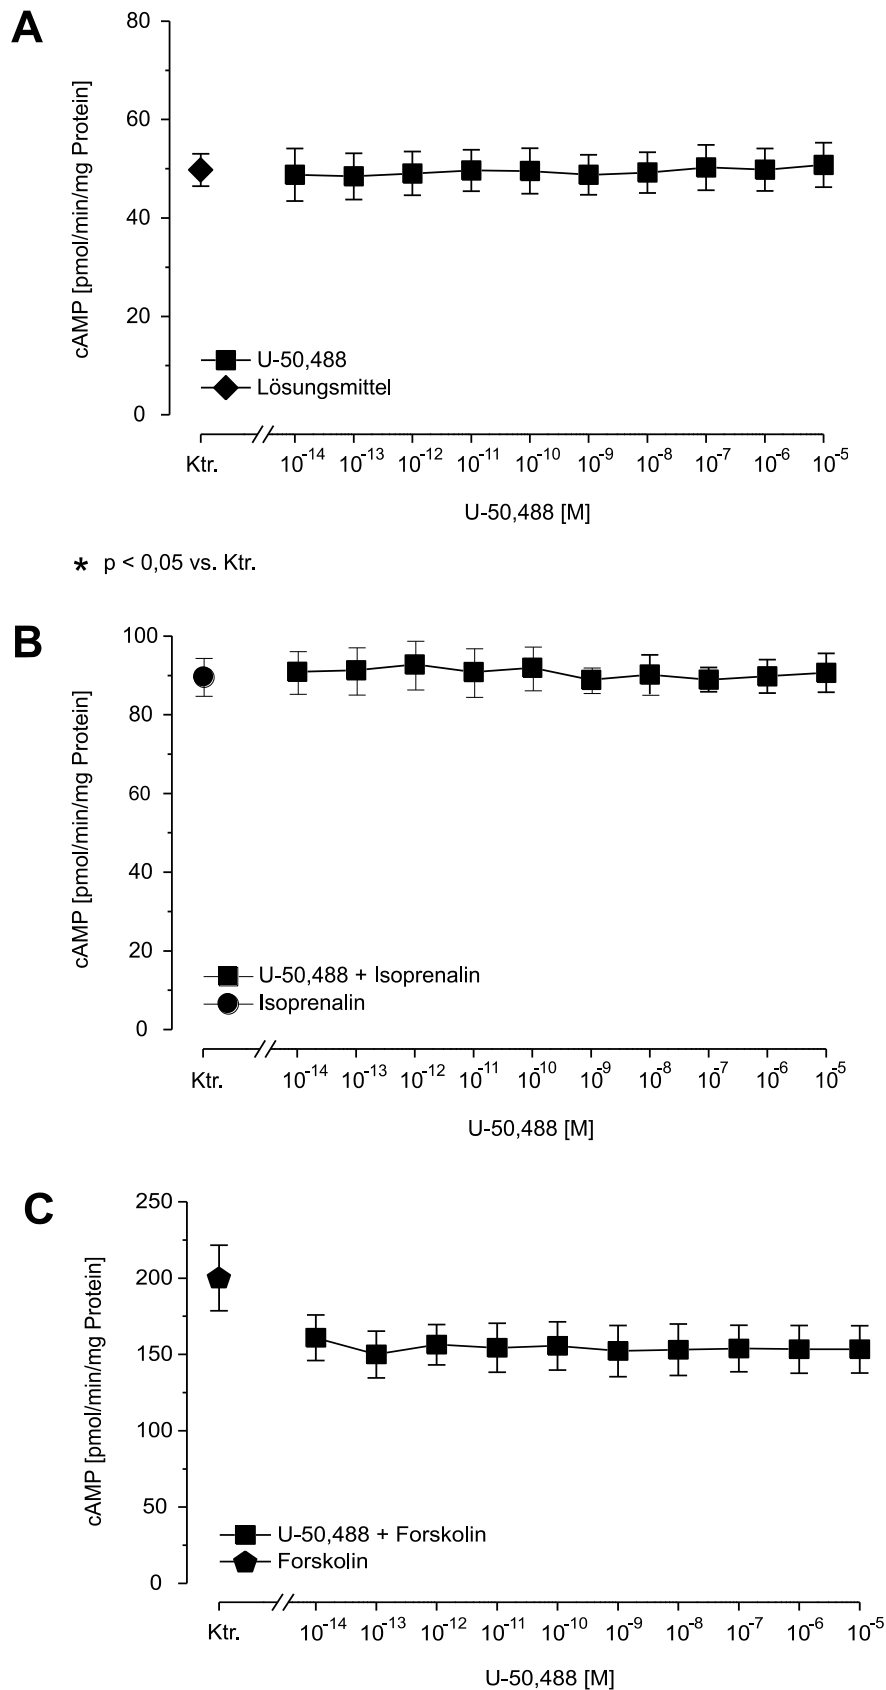 A
cAMP [pmol/min/mg Protein]
80
60
40
20
0
U-50,488
Lösungsmittel
Ktr. 10⁻¹⁴ 10⁻¹³ 10⁻¹² 10⁻¹¹ 10⁻¹⁰ 10⁻⁹ 10⁻⁸ 10⁻⁷ 10⁻⁶ 10⁻⁵
U-50,488 [M]
* p < 0,05 vs. Ktr.
B
cAMP [pmol/min/mg Protein]
100
80
60
40
20
0
U-50,488 + Isoprenalin
Isoprenalin
Ktr. 10⁻¹⁴ 10⁻¹³ 10⁻¹² 10⁻¹¹ 10⁻¹⁰ 10⁻⁹ 10⁻⁸ 10⁻⁷ 10⁻⁶ 10⁻⁵
U-50,488 [M]
C
cAMP [pmol/min/mg Protein]
250
200
150
100
50
0
U-50,488 + Forskolin
Forskolin
Ktr. 10⁻¹⁴ 10⁻¹³ 10⁻¹² 10⁻¹¹ 10⁻¹⁰ 10⁻⁹ 10⁻⁸ 10⁻⁷ 10⁻⁶ 10⁻⁵
U-50,488 [M]